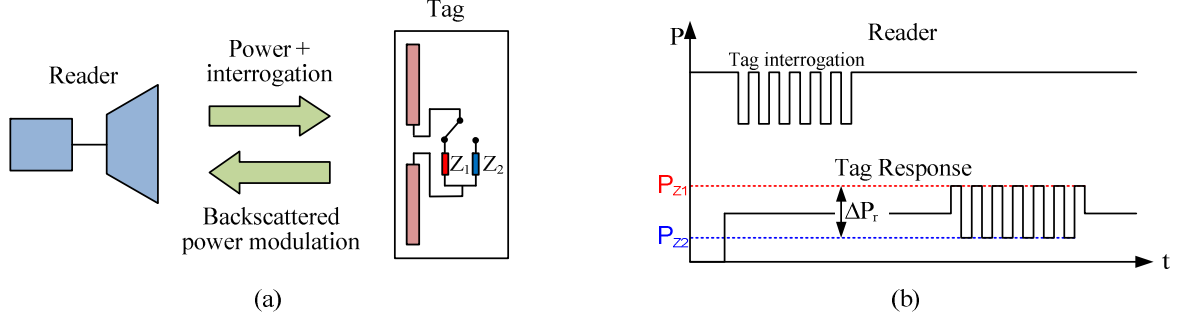 Tag
Reader
Power +
interrogation
Z1
Z2
Backscattered
power modulation
(a)
P
Reader
Tag interrogation
Tag Response
PZ1
ΔPr
PZ2
t
(b)